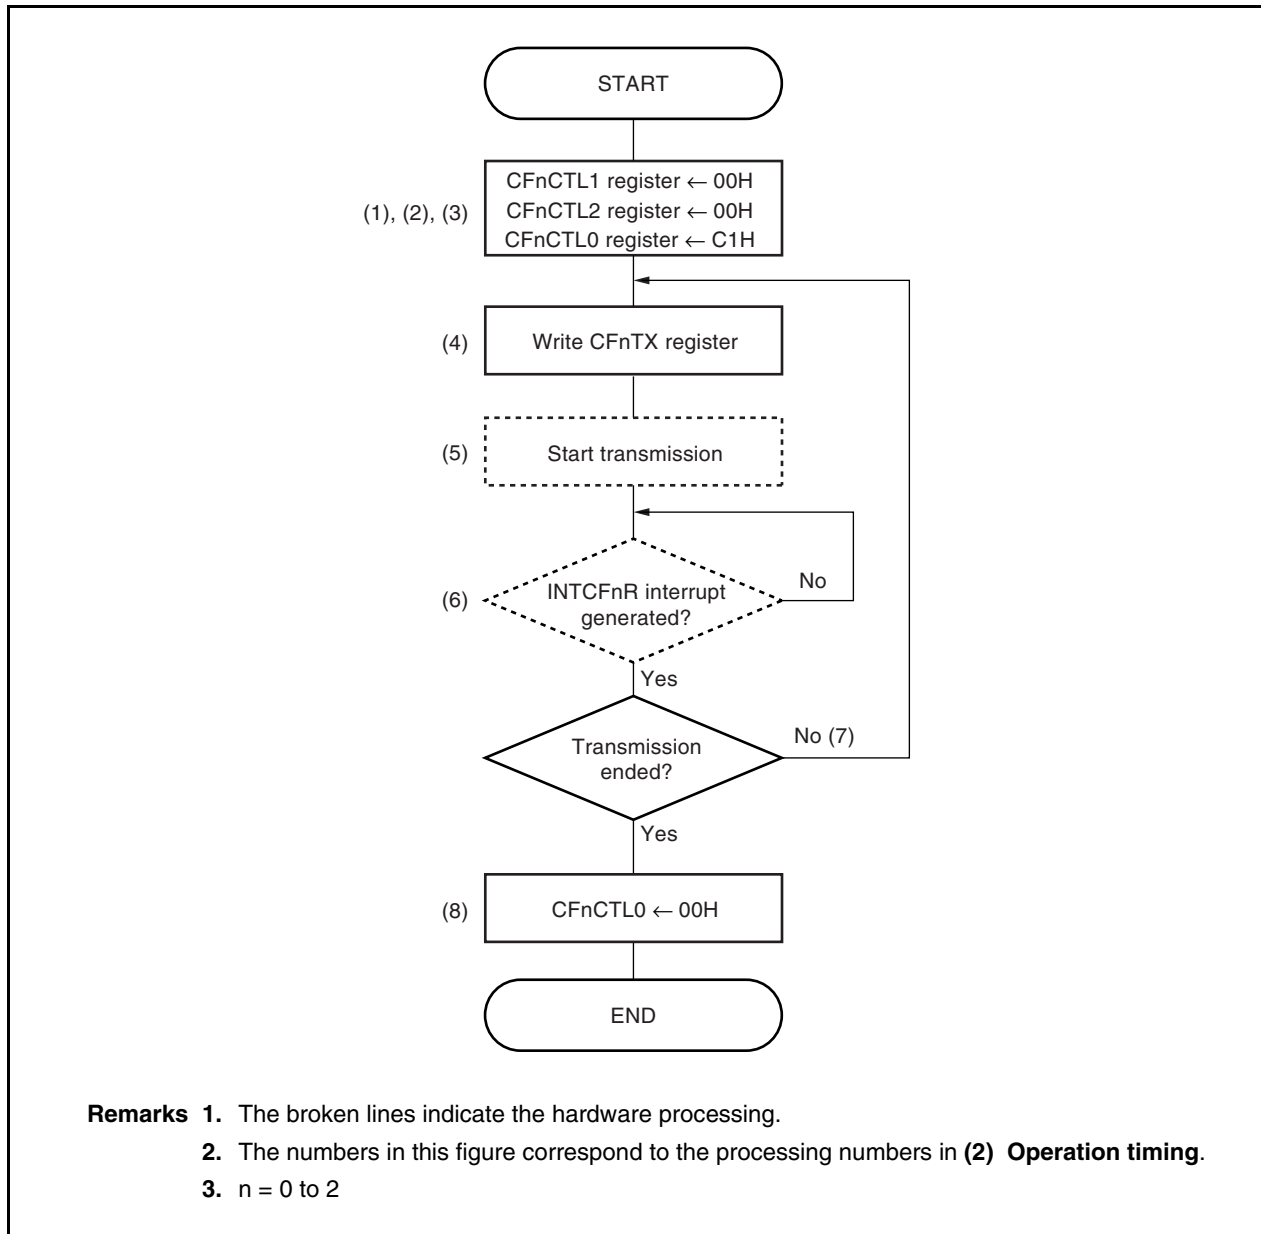 START
CFnCTL1 register ← 00H
(1), (2), (3)
CFnCTL2 register ← 00H
CFnCTL0 register ← C1H
(4)
Write CFnTX register
(5)
Start transmission
(6)
INTCFnR interrupt
generated?
No
Yes
Transmission
ended?
No (7)
Yes
(8)
CFnCTL0 ← 00H
END
Remarks 1. The broken lines indicate the hardware processing.
2. The numbers in this figure correspond to the processing numbers in (2) Operation timing.
3. n = 0 to 2